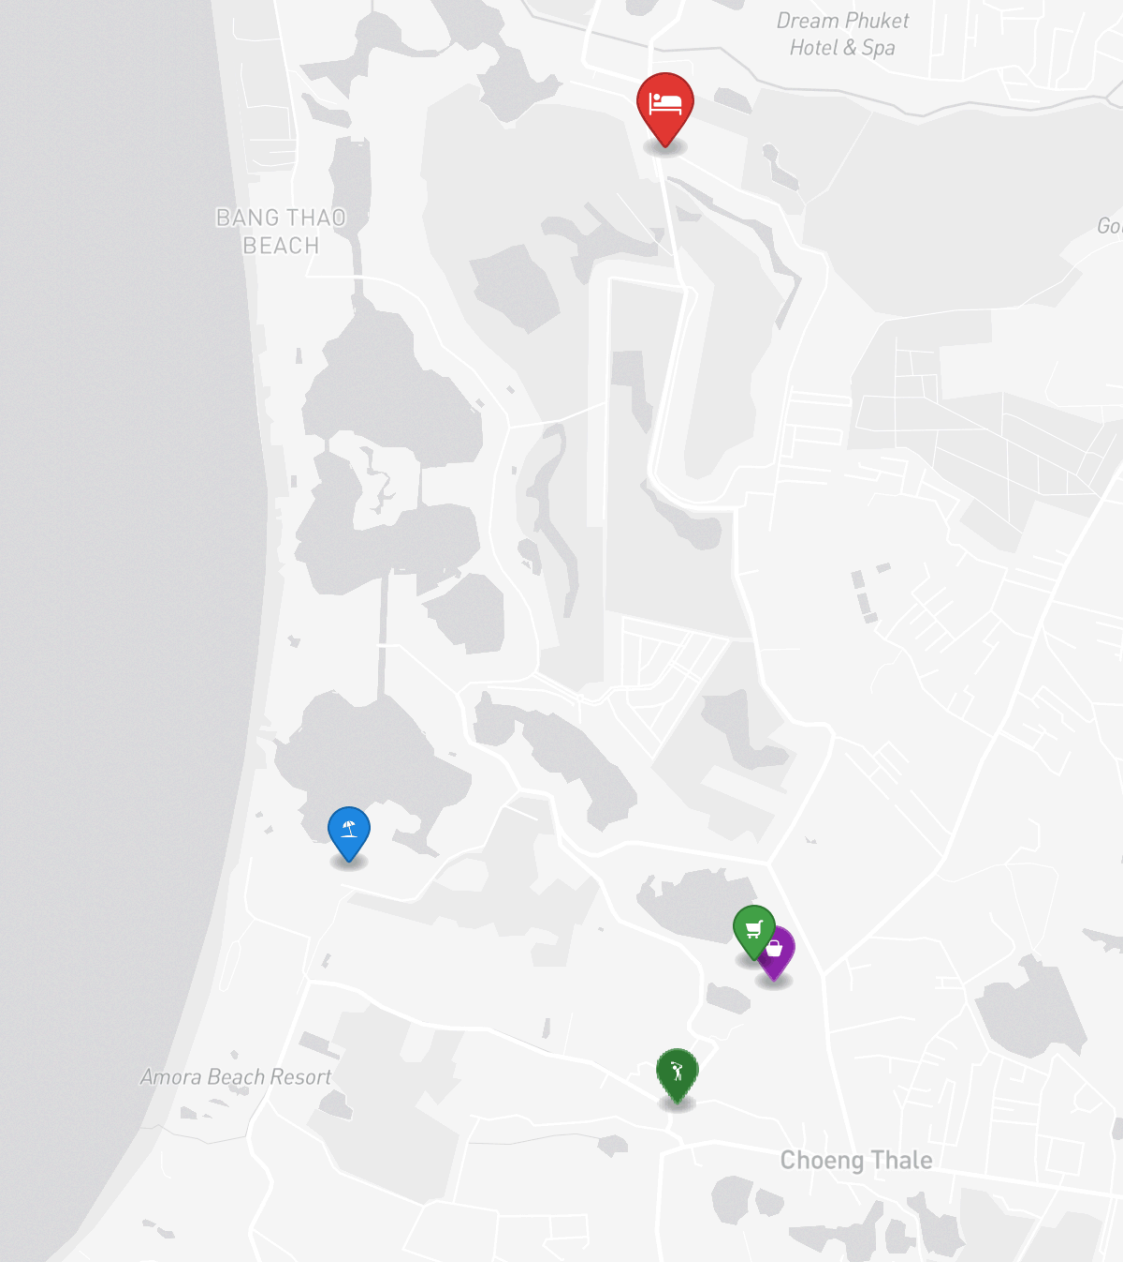 Dream Phuket
Hotel & Spa
BANG THAO
BEACH
Amora Beach Resort
Choeng Thale